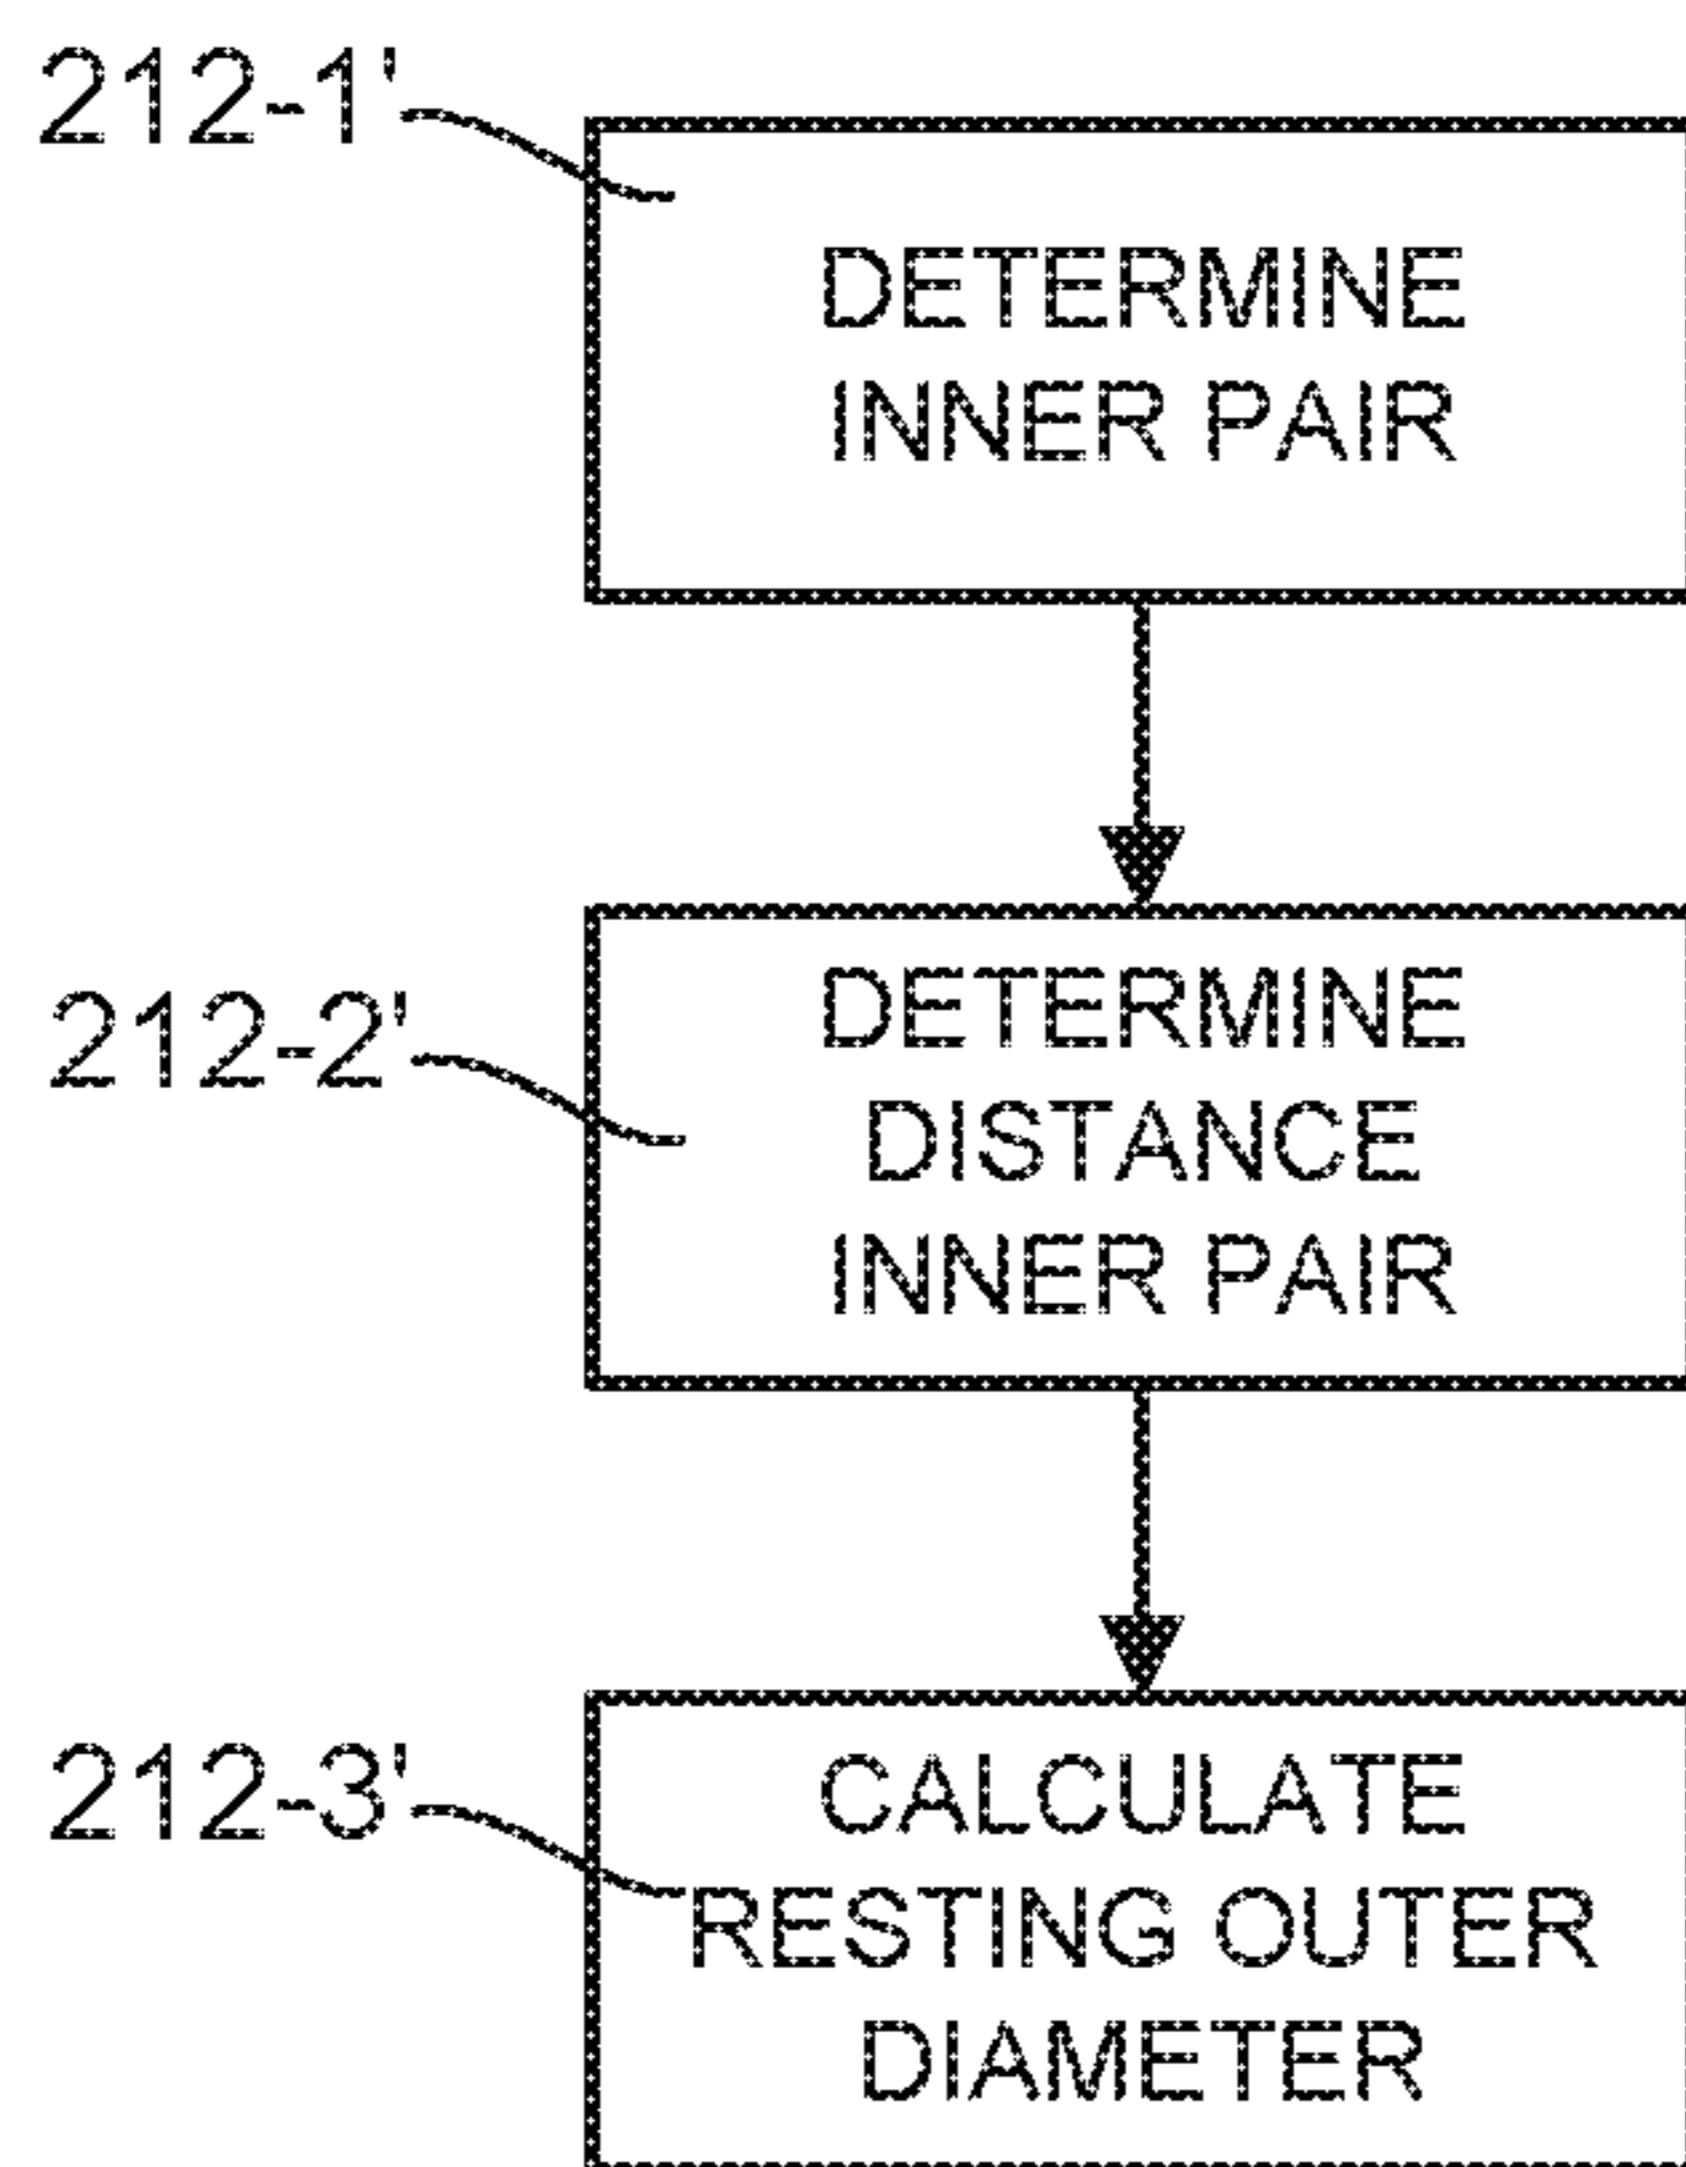 212-1'
DETERMINE
INNER PAIR
212-2'
DETERMINE
DISTANCE
INNER PAIR
212-3'
CALCULATE
RESTING OUTER
DIAMETER